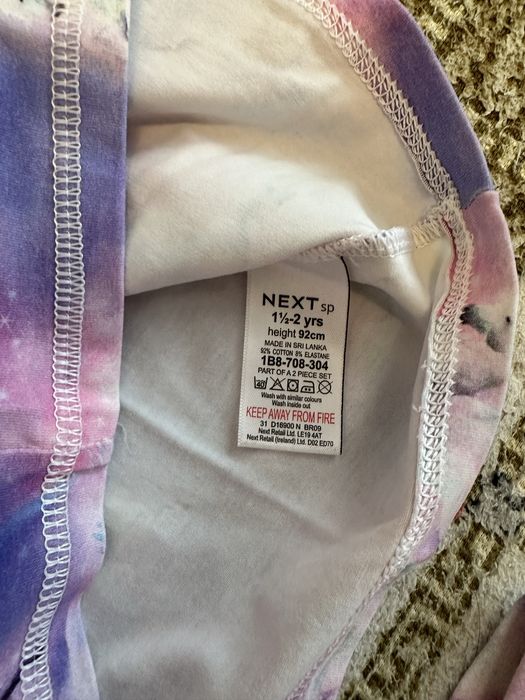 NEXT sp
1½-2 yrs
height 92cm
MADE IN SRI LANKA
92% COTTON 8% ELASTANE
1B8-708-304
PART OF A 2 PIECE SET
40
Wash with similar colours
Wash inside out
KEEP AWAY FROM FIRE
31 D16900 N BR09
Next Retail Ltd. LE19 4AT
Next Retail (Ireland) Ltd. D02 ED70